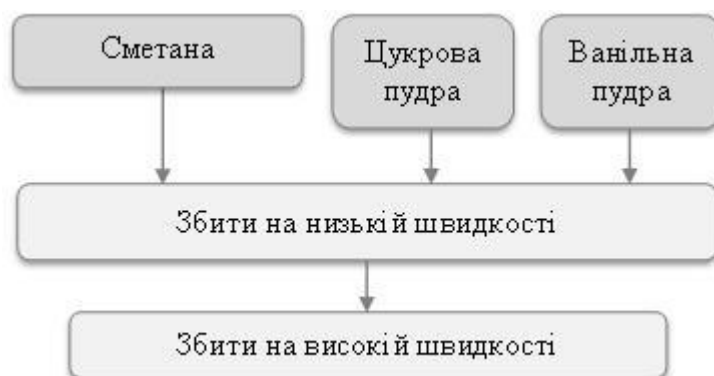 Сметана
Цукрова
пудра
Ванільна
пудра
Збити на низькій швидкості
Збити на високій швидкості